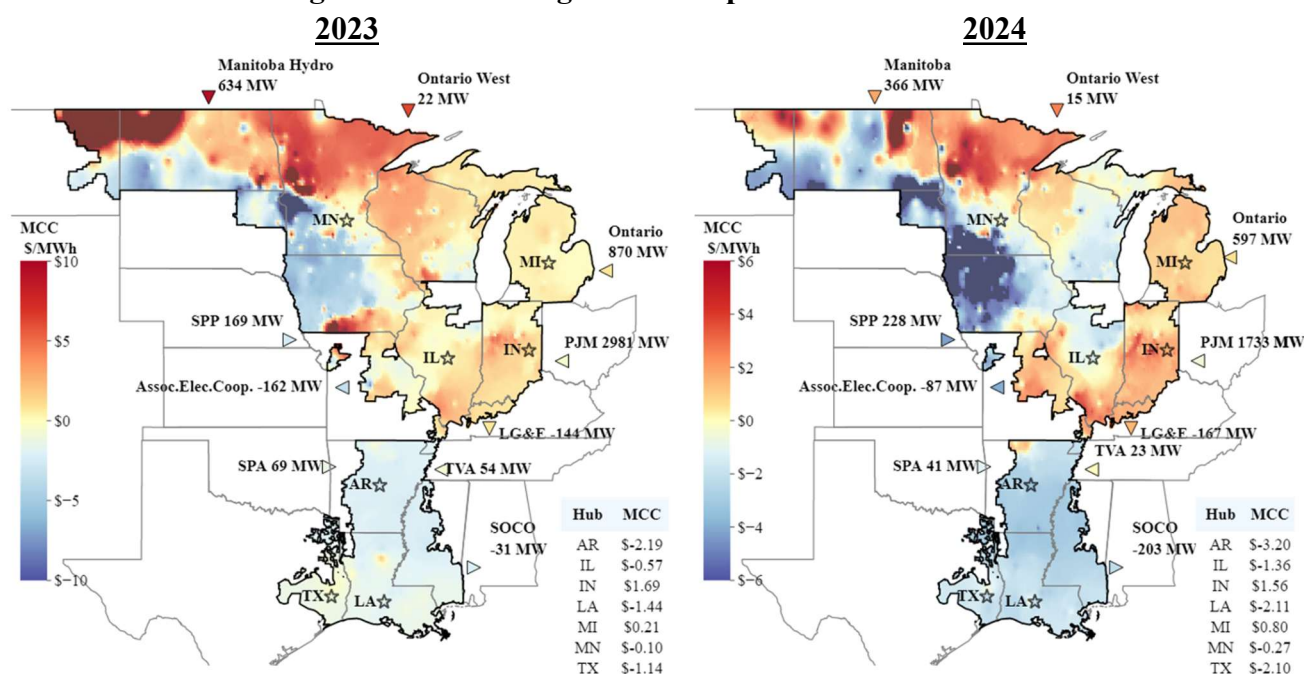 2023
2024
Manitoba Hydro
634 MW
Ontario West
22 MW
MN
MCC
$/MWh
$10
$5
$0
$−5
$−10
Ontario
870 MW
MI
SPP 169 MW
PJM 2981 MW
IL
IN
Assoc.Elec.Coop. -162 MW
LG&E -144 MW
SPA 69 MW
TVA 54 MW
AR
SOCO
-31 MW
TX
LA
Hub MCC
AR $-2.19
IL $-0.57
IN $1.69
LA $-1.44
MI $0.21
MN $-0.10
TX $-1.14
Manitoba
366 MW
Ontario West
15 MW
MN
MCC
$/MWh
$6
$4
$2
$0
$−2
$−4
$−6
Ontario
597 MW
MI
SPP 228 MW
PJM 1733 MW
IL
IN
Assoc.Elec.Coop. -87 MW
LG&E -167 MW
SPA 41 MW
TVA 23 MW
AR
SOCO
-203 MW
TX
LA
Hub MCC
AR $-3.20
IL $-1.36
IN $1.56
LA $-2.11
MI $0.80
MN $-0.27
TX $-2.10